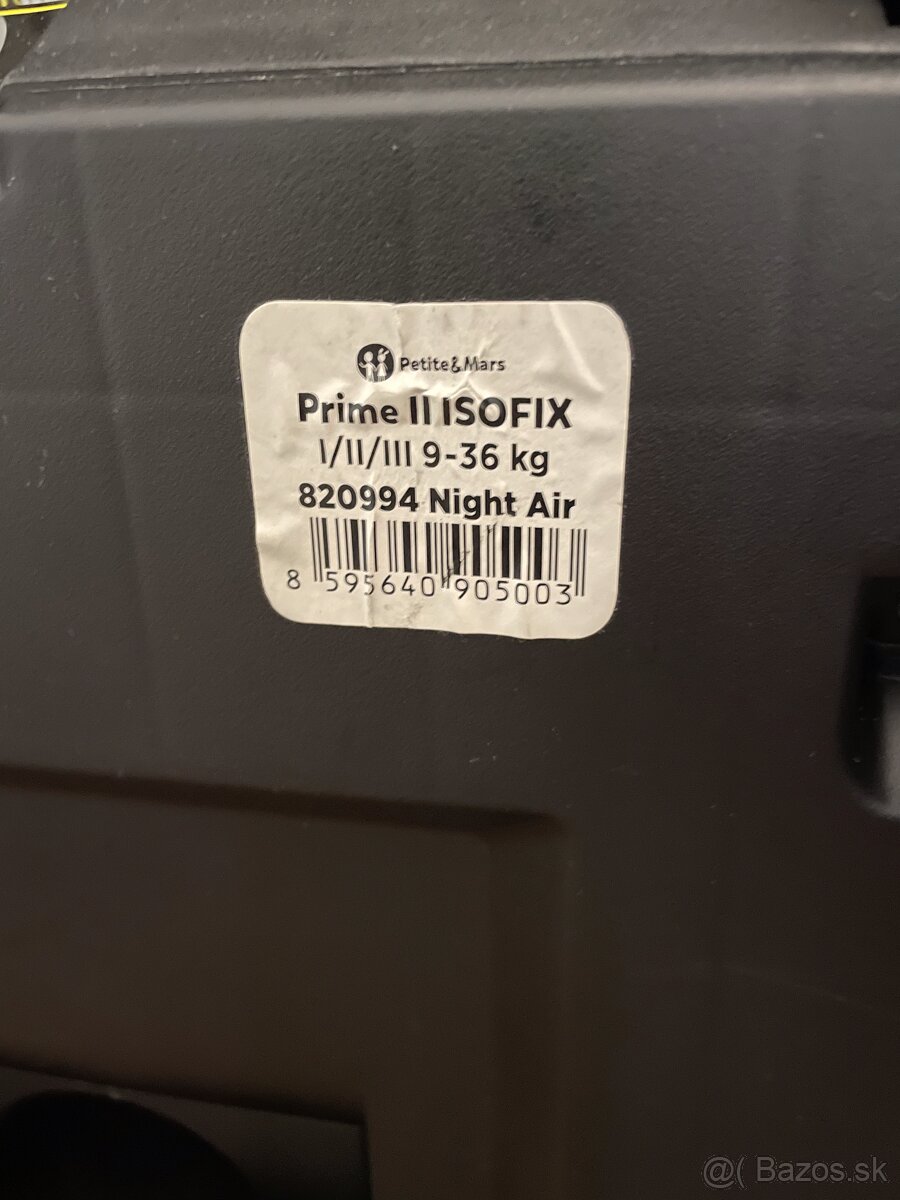 Petite&Mars
Prime II ISOFIX
I/II/III 9-36 kg
820994 Night Air
8 595640 905003
@( Bazos.sk